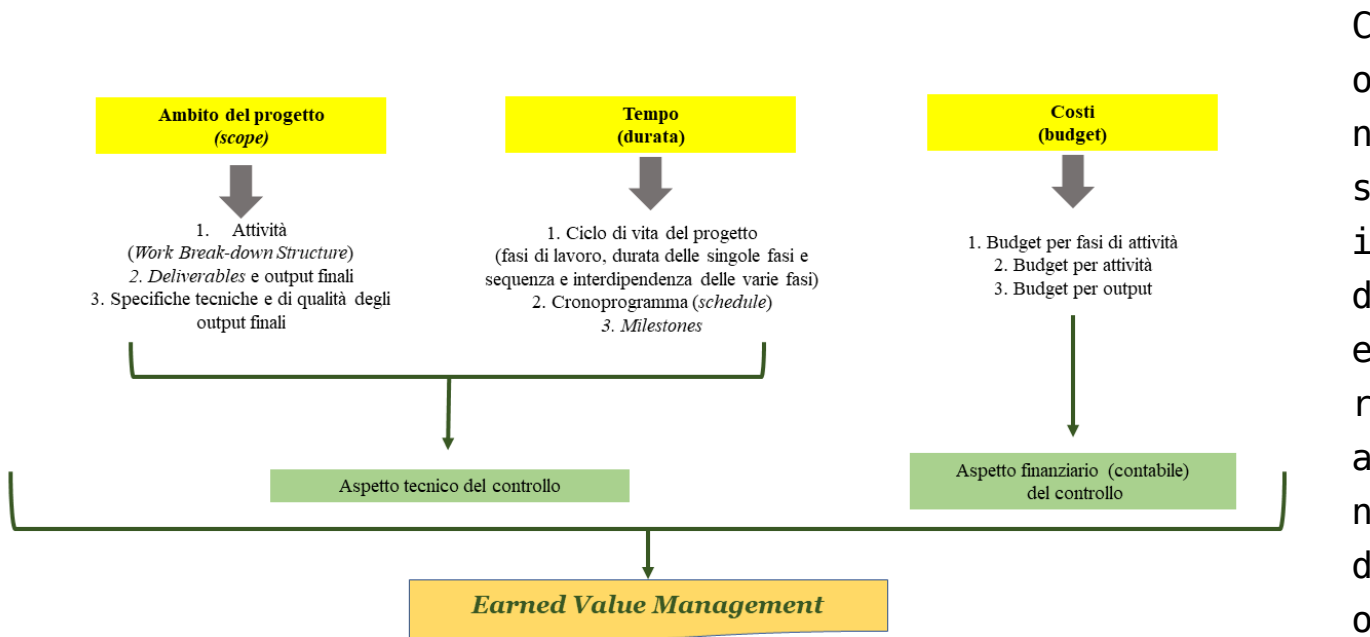 Ambito del progetto
(scope)
1. Attività
(Work Break-down Structure)
2. Deliverables e output finali
3. Specifiche tecniche e di qualità degli
output finali
Tempo
(durata)
1. Ciclo di vita del progetto
(fasi di lavoro, durata delle singole fasi e
sequenza e interdipendenza delle varie fasi)
2. Cronoprogramma (schedule)
3. Milestones
Costi
(budget)
1. Budget per fasi di attività
2. Budget per attività
3. Budget per output
Aspetto tecnico del controllo
Aspetto finanziario (contabile)
del controllo
Earned Value Management
C
o
n
s
i
d
e
r
a
n
d
o